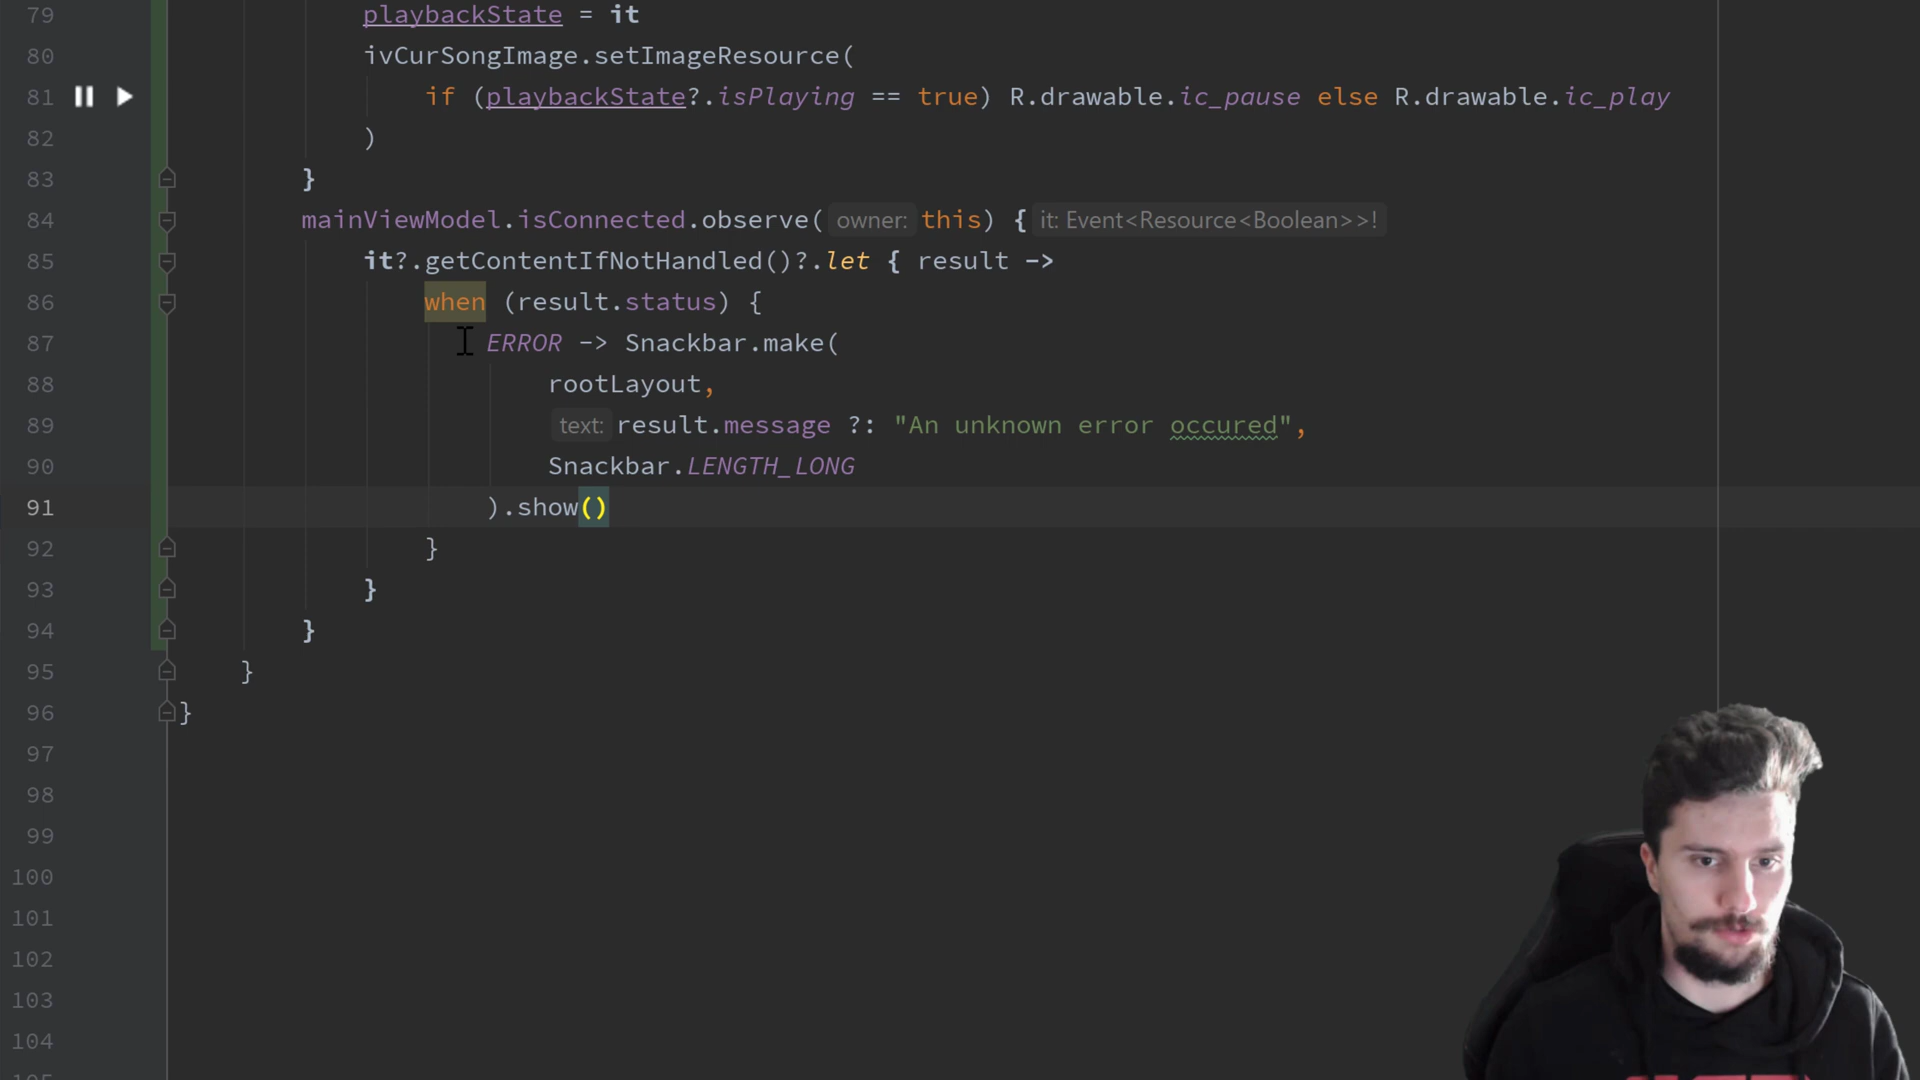 79 playbackState = it
80 ivCurSongImage.setImageResource(
81 if (playbackState?.isPlaying == true) R.drawable.ic_pause else R.drawable.ic_play
82 )
83 }
84 mainViewModel.isConnected.observe( owner: this) { it: Event<Resource<Boolean>>!
85 it?.getContentIfNotHandled()?.let { result ->
86 when (result.status) {
87 ERROR -> Snackbar.make(
88 rootLayout,
89 text: result.message ?: "An unknown error occured",
90 Snackbar.LENGTH_LONG
91 ).show()
92 }
93 }
94 }
95 }
96 }
97
98
99
100
101
102
103
104